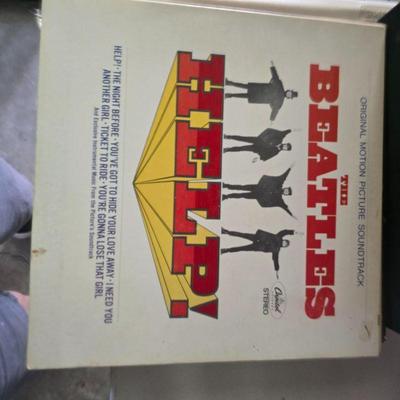 ORIGINAL MOTION PICTURE SOUNDTRACK
THE
BEATLES
HELP!
Capitol
STEREO
HELP! · THE NIGHT BEFORE · YOU'VE GOT TO HIDE YOUR LOVE AWAY · I NEED YOU
ANOTHER GIRL · TICKET TO RIDE · YOU'RE GONNA LOSE THAT GIRL
And Exclusive Instrumental Music From the Picture's Soundtrack